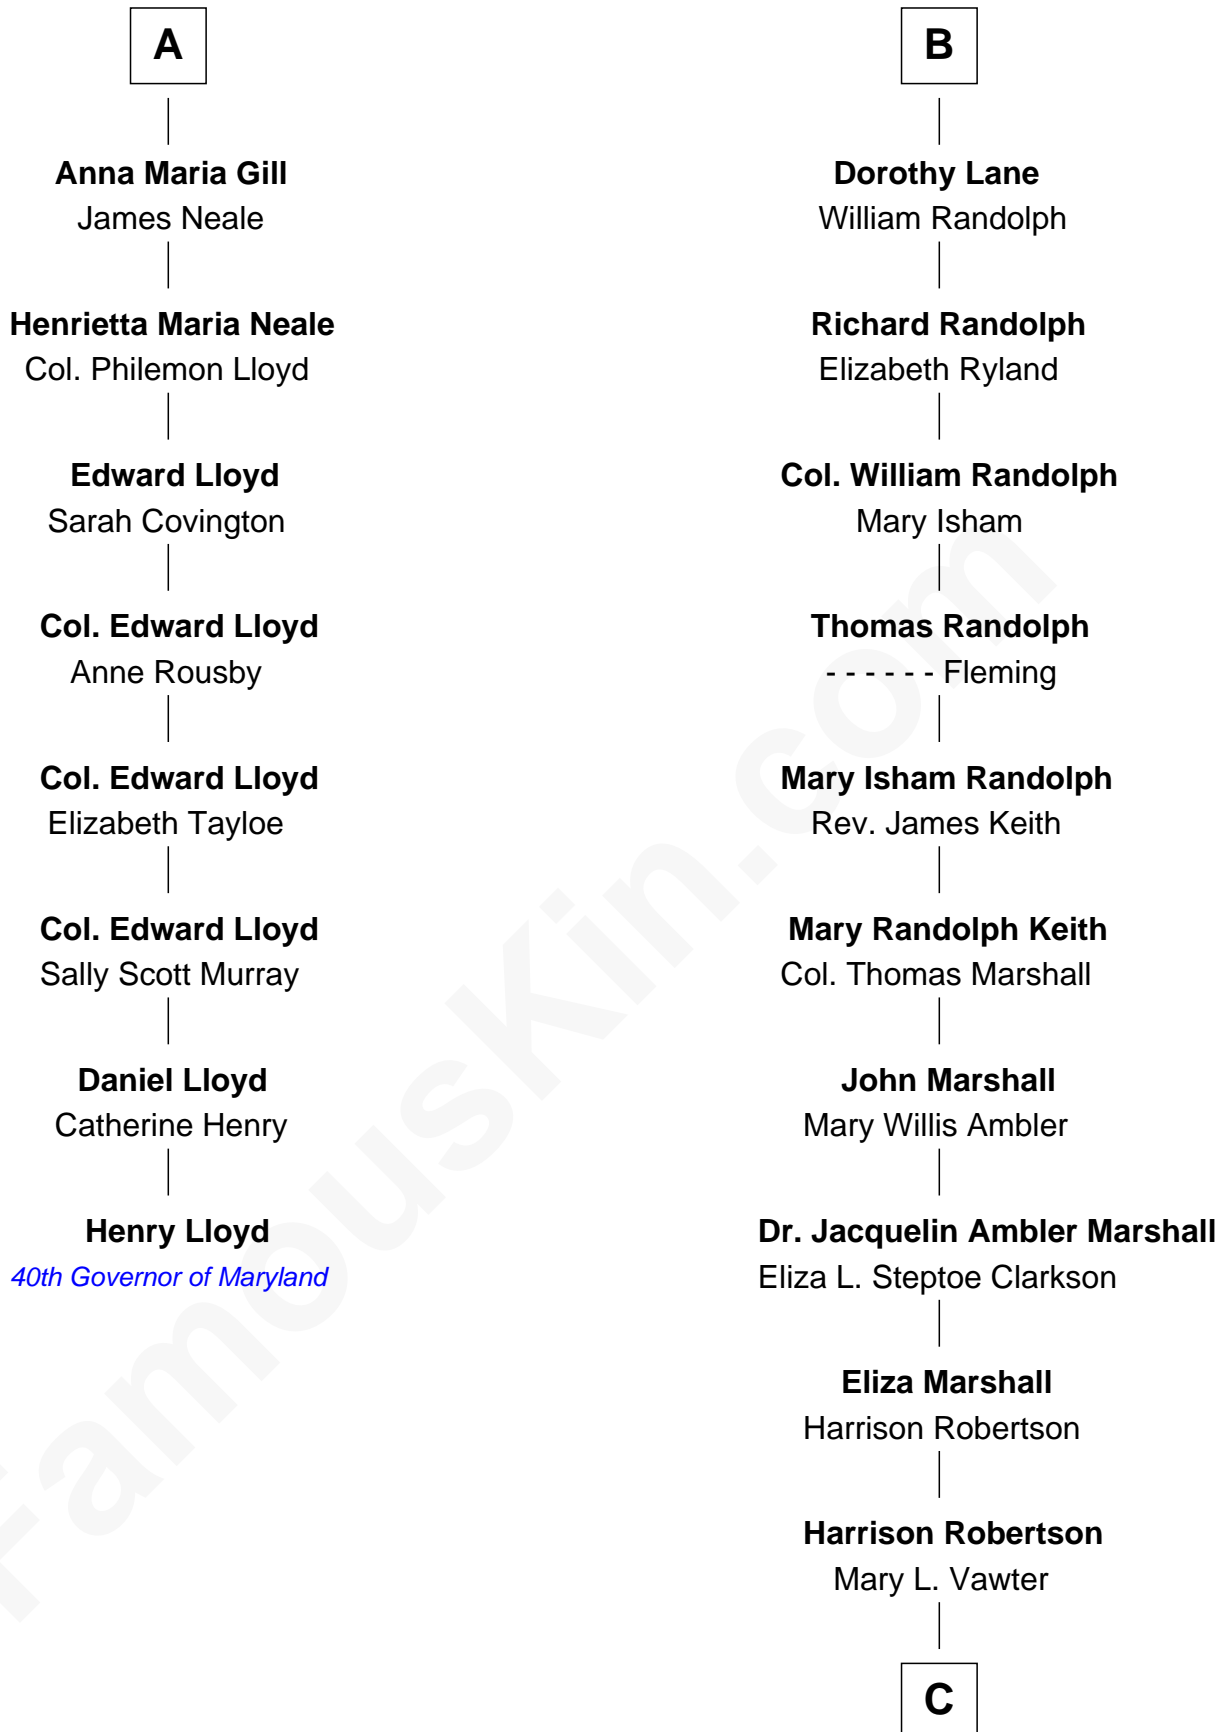 A
Anna Maria Gill
James Neale
Henrietta Maria Neale
Col. Philemon Lloyd
Edward Lloyd
Sarah Covington
Col. Edward Lloyd
Anne Rousby
Col. Edward Lloyd
Elizabeth Tayloe
Col. Edward Lloyd
Sally Scott Murray
Daniel Lloyd
Catherine Henry
Henry Lloyd
40th Governor of Maryland
B
Dorothy Lane
William Randolph
Richard Randolph
Elizabeth Ryland
Col. William Randolph
Mary Isham
Thomas Randolph
- - - - - - Fleming
Mary Isham Randolph
Rev. James Keith
Mary Randolph Keith
Col. Thomas Marshall
John Marshall
Mary Willis Ambler
Dr. Jacquelin Ambler Marshall
Eliza L. Steptoe Clarkson
Eliza Marshall
Harrison Robertson
Harrison Robertson
Mary L. Vawter
C
FamousKin.com